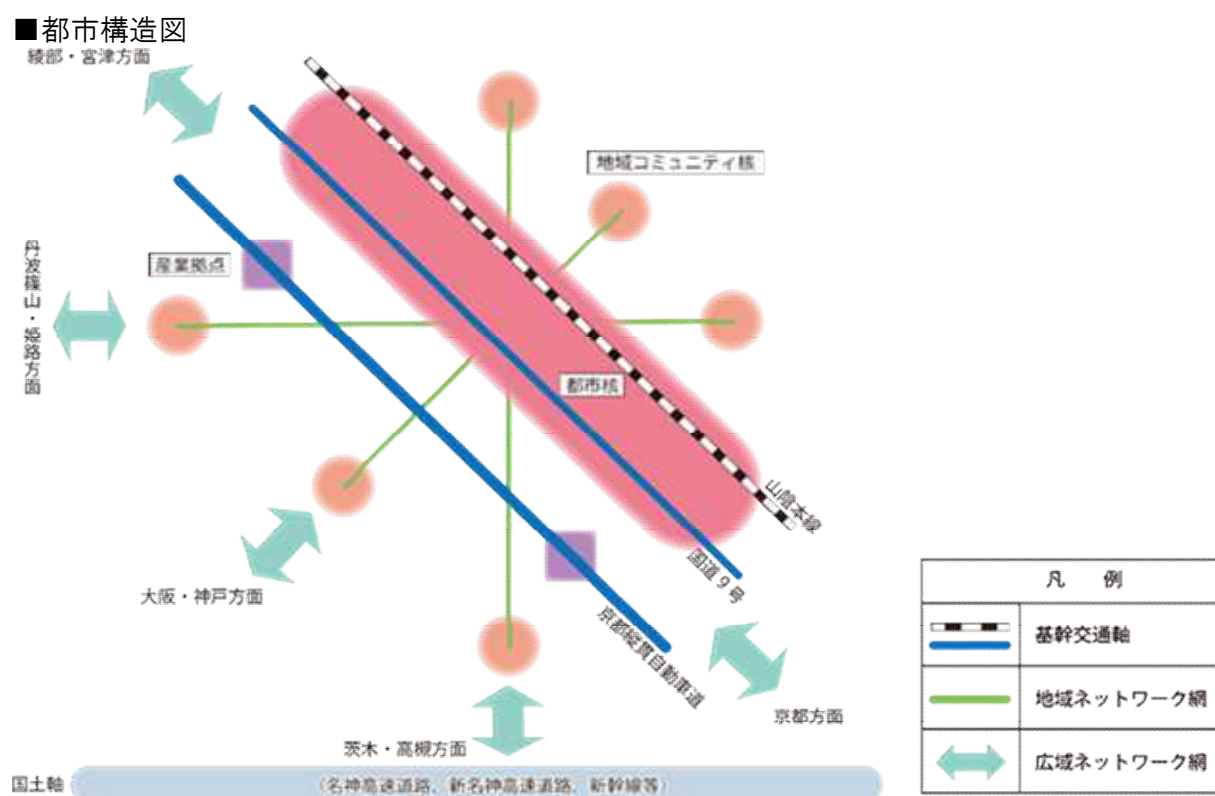 ■都市構造図
綾部・宮津方面
地域コミュニティ核
産業拠点
丹波篠山・姫路方面
都市核
山陰本線
国道9号
京都縦貫自動車道
大阪・神戸方面
京都方面
茨木・高槻方面
国土軸
(名神高速道路、新名神高速道路、新幹線等)
凡 例
基幹交通軸
地域ネットワーク網
広域ネットワーク網